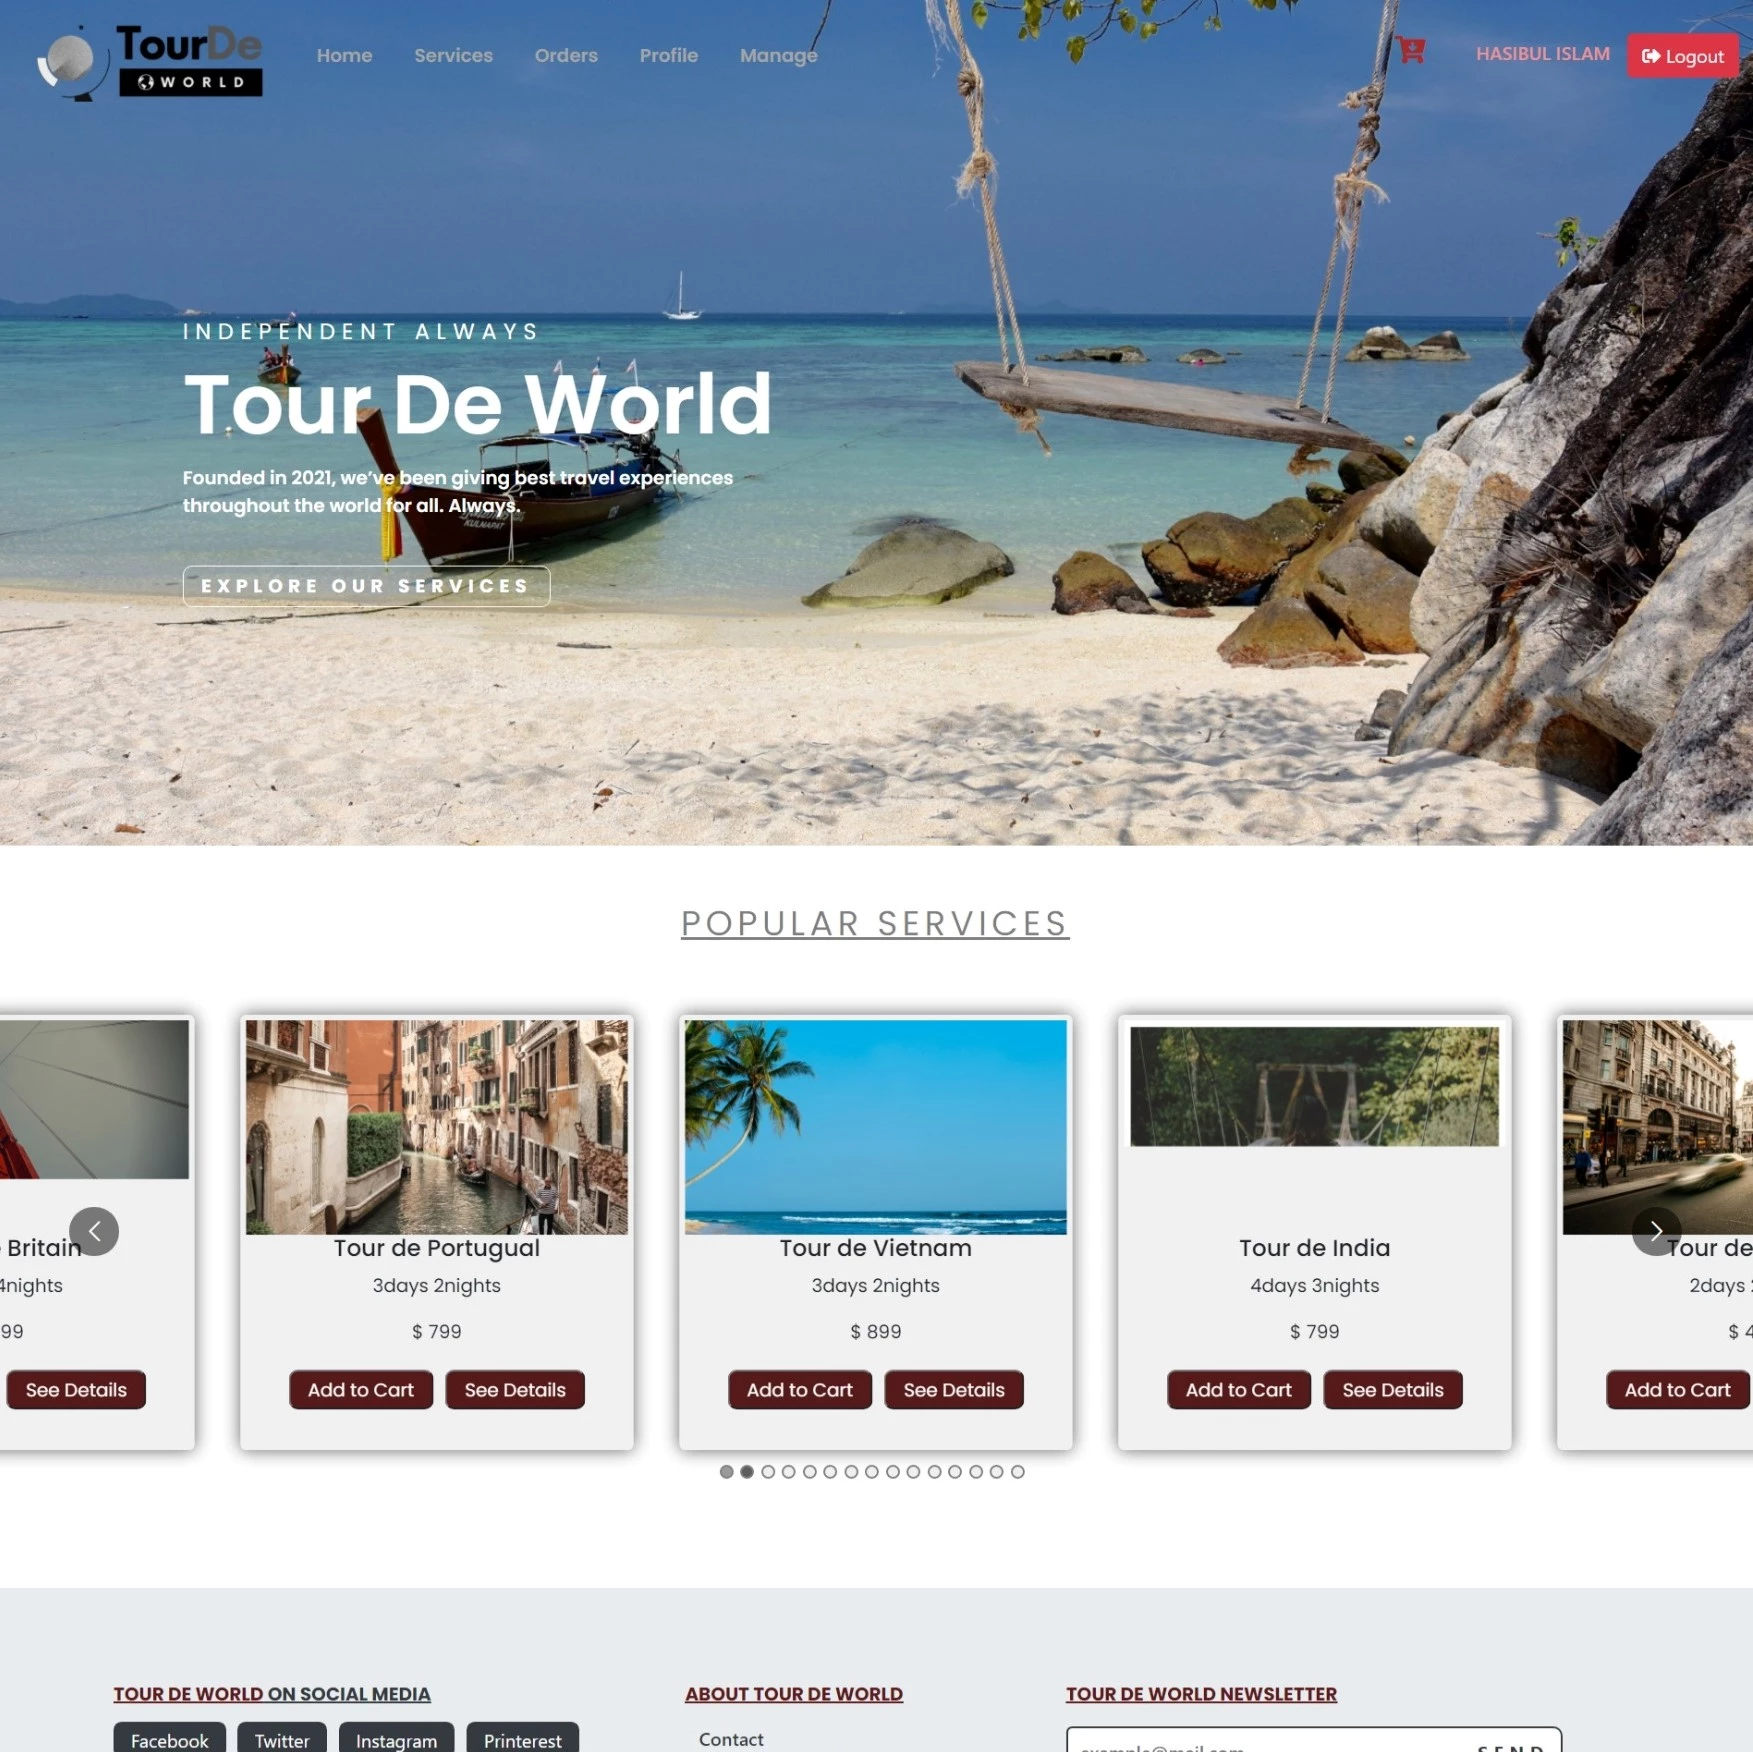 TourDe
WORLD
Home Services Orders Profile Manage
HASIBUL ISLAM
Logout
INDEPENDENT ALWAYS
Tour De World
Founded in 2021, we've been giving best travel experiences
throughout the world for all. Always.
EXPLORE OUR SERVICES
KULNAPAT
POPULAR SERVICES
Britain
4nights
99
See Details
Tour de Portugual
3days 2nights
$ 799
Add to Cart See Details
Tour de Vietnam
3days 2nights
$ 899
Add to Cart See Details
Tour de India
4days 3nights
$ 799
Add to Cart See Details
Tour de
2days
$ 4
Add to Cart
TOUR DE WORLD ON SOCIAL MEDIA
Facebook Twitter Instagram Printerest
ABOUT TOUR DE WORLD
Contact
TOUR DE WORLD NEWSLETTER
example@mail.com SEND